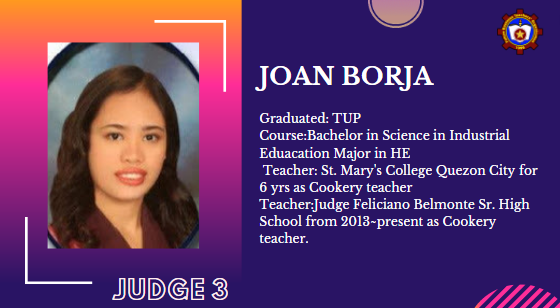 JOAN BORJA
Graduated: TUP
Course:Bachelor in Science in Industrial
Eduacation Major in HE
Teacher: St. Mary's College Quezon City for
6 yrs as Cookery teacher
Teacher:Judge Feliciano Belmonte Sr. High
School from 2013~present as Cookery
teacher.
JUDGE 3